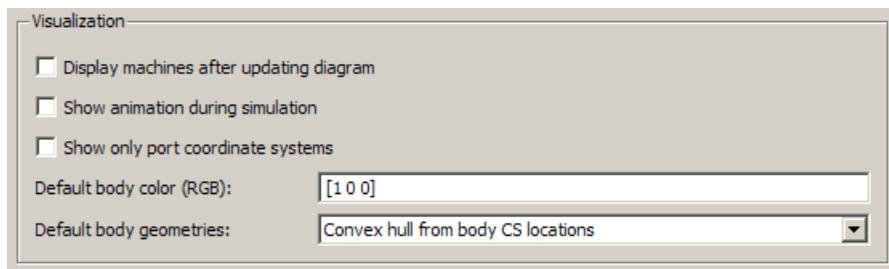 Visualization
Display machines after updating diagram
Show animation during simulation
Show only port coordinate systems
Default body color (RGB): [1 0 0]
Default body geometries: Convex hull from body CS locations